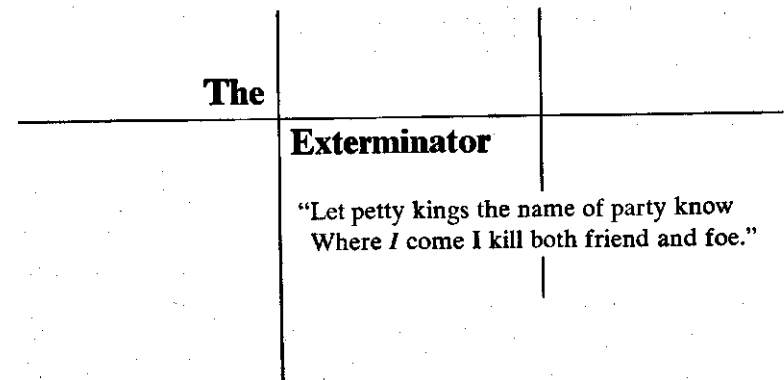 The
Exterminator
“Let petty kings the name of party know
Where I come I kill both friend and foe.”